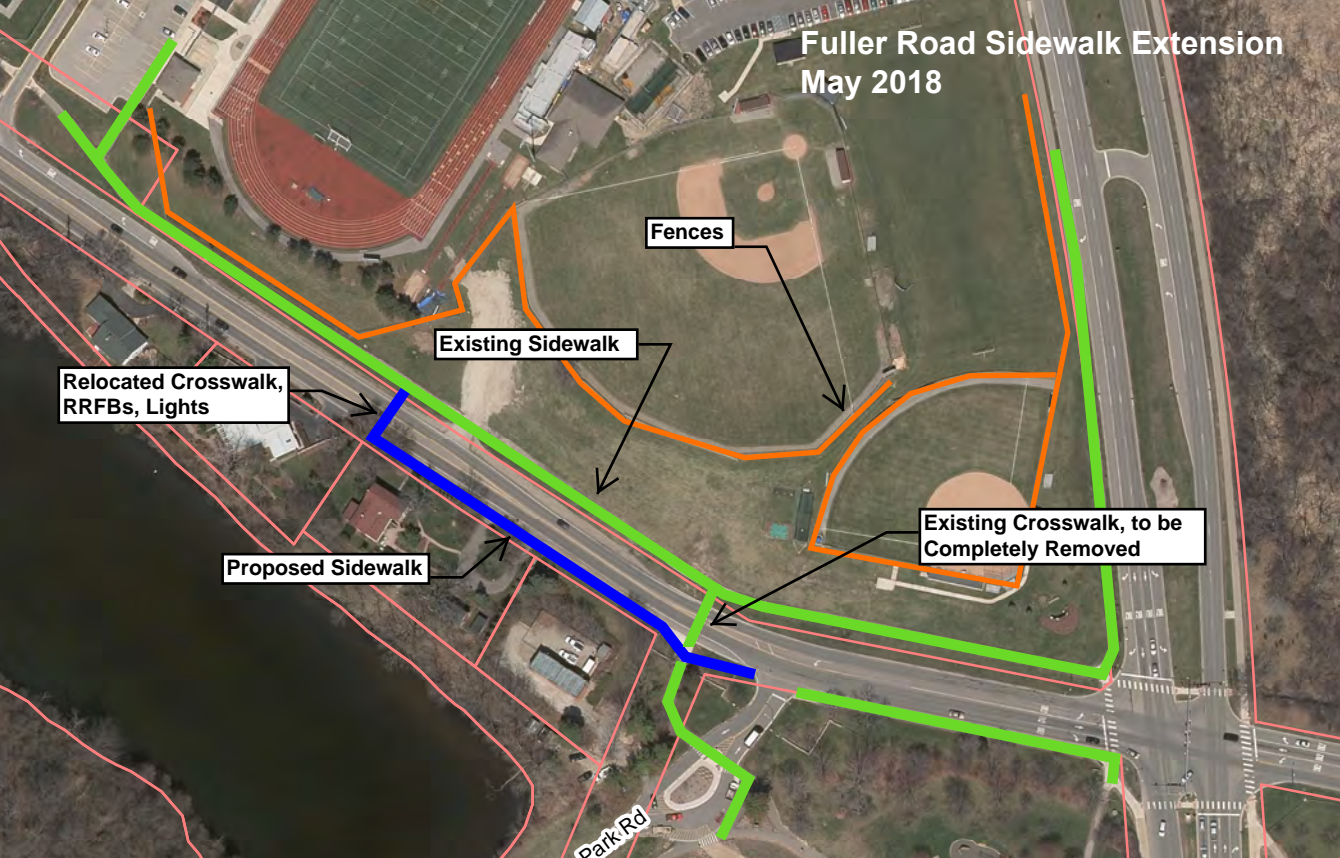 Fuller Road Sidewalk Extension
May 2018
Fences
Existing Sidewalk
Relocated Crosswalk,
RRFBs, Lights
Existing Crosswalk, to be
Completely Removed
Proposed Sidewalk
Park Rd